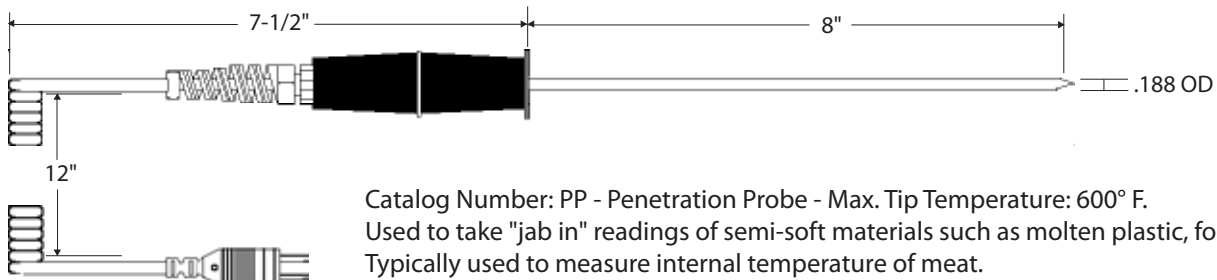 7-1/2"
8"
.188 OD
12"
Catalog Number: PP - Penetration Probe - Max. Tip Temperature: 600° F.
Used to take "jab in" readings of semi-soft materials such as molten plastic, fo
Typically used to measure internal temperature of meat.